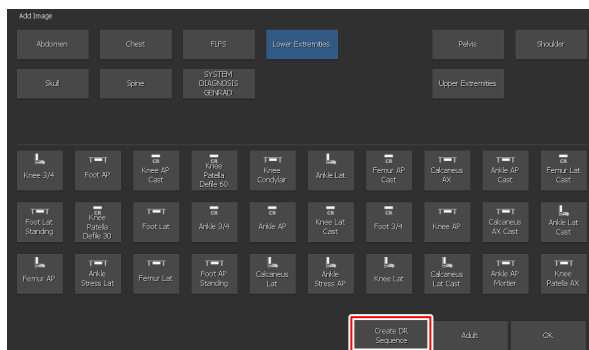 Add Image
Abdomen
Chest
FLFS
Lower Extremities
Pelvis
Shoulder
Skull
Spine
SYSTEM
DIAGNOSIS
GENRAD
Upper Extremities
Knee 3/4
Foot AP
CR
Knee AP
Cast
CR
Knee
Patella
Defile 60
Knee
Condylair
Ankle Lat
CR
Femur AP
Cast
Calcaneus
AX
Ankle AP
Cast
CR
Femur Lat
Cast
Foot Lat
Standing
CR
Knee
Patella
Defile 30
Foot Lat
CR
Ankle 3/4
CR
Ankle AP
CR
Knee Lat
Cast
CR
Foot 3/4
Knee AP
Calcaneus
AX Cast
Ankle Lat
Cast
Femur AP
Ankle
Stress Lat
Femur Lat
Foot AP
Standing
Calcaneus
Lat
Ankle
Stress AP
Knee Lat
Calcaneus
Lat Cast
Ankle AP
Mortier
Knee
Patella AX
Create DR
Sequence
Adult
OK